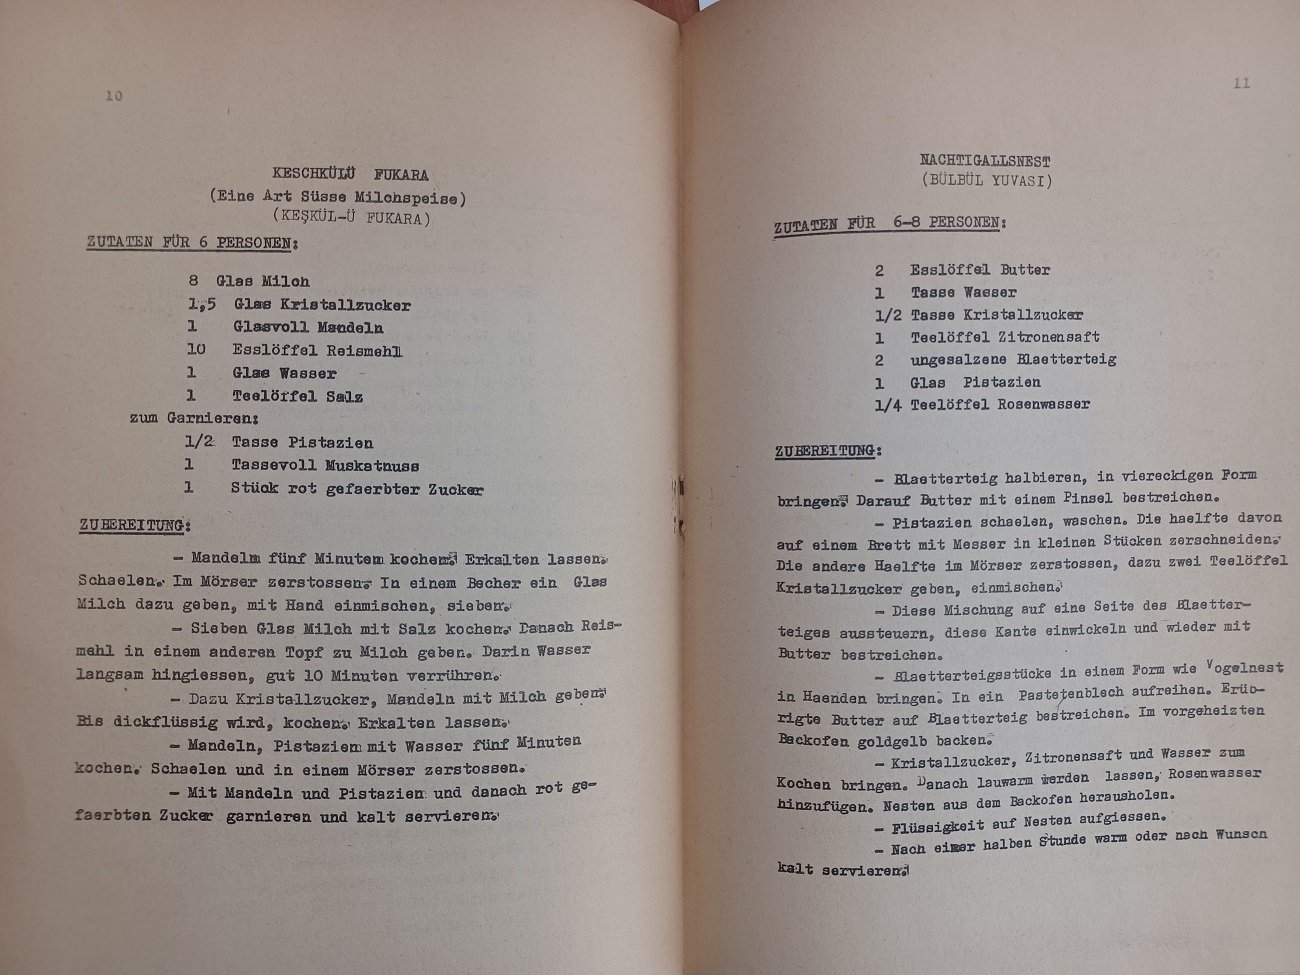 10
KESCHKÜLÜ FUKARA
(Eine Art Süsse Milchspeise)
(KEŞKÜL-Ü FUKARA)
ZUTATEN FÜR 6 PERSONEN:
8 Glas Milch
1,5 Glas Kristallzucker
1 Glasvoll Mandeln
10 Esslöffel Reismehl
1 Glas Wasser
1 Teelöffel Salz
zum Garnieren:
1/2 Tasse Pistazien
1 Tassevoll Muskatnuss
1 Stück rot gefaerbter Zucker
ZUBEREITUNG:
- Mandeln fünf Minuten kochen. Erkalten lassen.
Schaelen. Im Mörser zerstossen. In einem Becher ein Glas
Milch dazu geben, mit Hand einmischen, sieben.
- Sieben Glas Milch mit Salz kochen. Danach Reis-
mehl in einem anderen Topf zu Milch geben. Darin Wasser
langsam hingiessen, gut 10 Minuten verrühren.
- Dazu Kristallzucker, Mandeln mit Milch geben.
Bis dickflüssig wird, kochen. Erkalten lassen.
- Mandeln, Pistazien mit Wasser fünf Minuten
kochen. Schaelen und in einem Mörser zerstossen.
- Mit Mandeln und Pistazien und danach rot ge-
faerbten Zucker garnieren und kalt servieren.
11
NACHTIGALLSNEST
(BÜLBÜL YUVASI)
ZUTATEN FÜR 6-8 PERSONEN:
2 Esslöffel Butter
1 Tasse Wasser
1/2 Tasse Kristallzucker
1 Teelöffel Zitronensaft
2 ungesalzene Blaetterteig
1 Glas Pistazien
1/4 Teelöffel Rosenwasser
ZUBEREITUNG:
- Blaetterteig halbieren, in viereckigen Form
bringen. Darauf Butter mit einem Pinsel bestreichen.
- Pistazien schaelen, waschen. Die haelfte davon
auf einem Brett mit Messer in kleinen Stücken zerschneiden.
Die andere Haelfte im Mörser zerstossen, dazu zwei Teelöffel
Kristallzucker geben, einmischen.
- Diese Mischung auf eine Seite des Blaetter-
teiges aussteuern, diese Kante einwickeln und wieder mit
Butter bestreichen.
- Blaetterteigsstücke in einem Form wie Vogelnest
in Haenden bringen. In ein Pastetenblech aufreihen. Erüb-
rigte Butter auf Blaetterteig bestreichen. Im vorgeheizten
Backofen goldgelb backen.
- Kristallzucker, Zitronensaft und Wasser zum
Kochen bringen. Danach lauwarm werden lassen, Rosenwasser
hinzufügen. Nesten aus dem Backofen herausholen.
- Flüssigkeit auf Nesten aufgiessen.
- Nach einer halben Stunde warm oder nach Wunsch
kalt servieren.